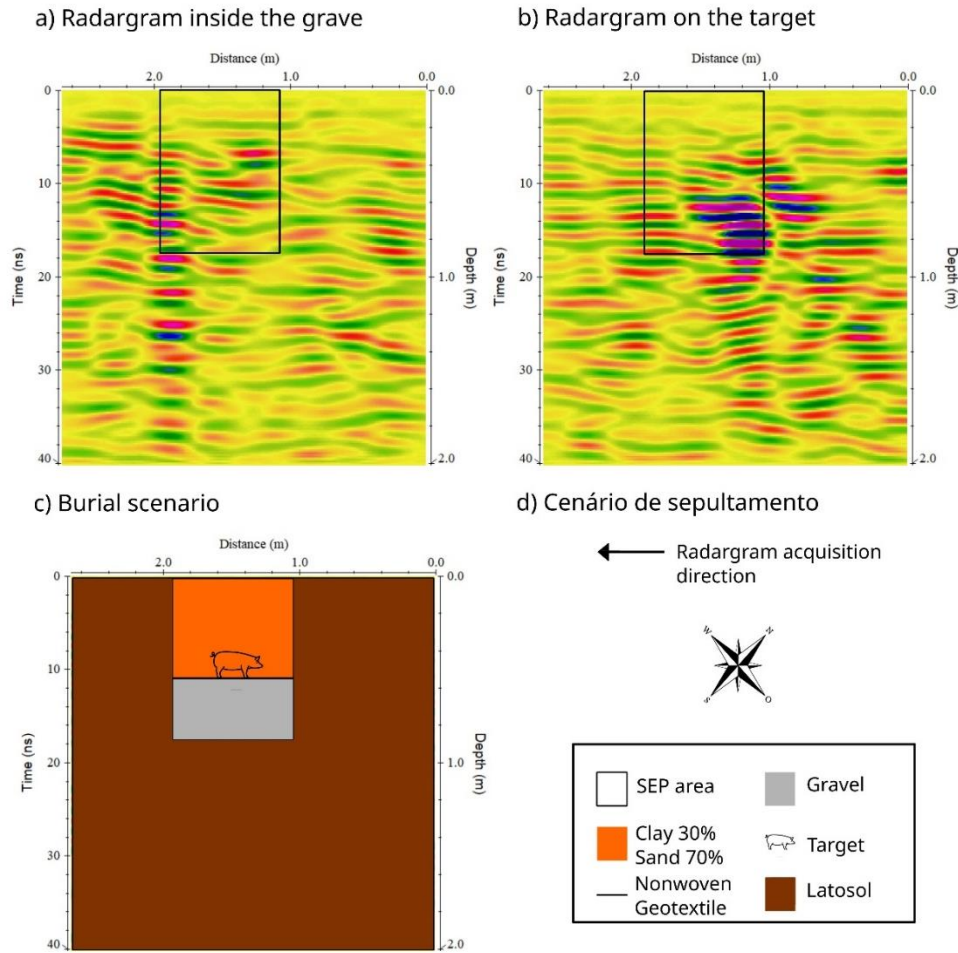 a) Radargram inside the grave
Distance (m)
2.0 1.0 0.0
0 0.0
10
20 1.0
30
40 2.0
Time (ns)
Depth (m)
b) Radargram on the target
Distance (m)
2.0 1.0 0.0
0 0.0
10
20 1.0
30
40 2.0
Time (ns)
Depth (m)
c) Burial scenario
Distance (m)
2.0 1.0 0.0
0 0.0
10
20 1.0
30
40 2.0
Time (ns)
Depth (m)
d) Cenário de sepultamento
Radargram acquisition
direction
W N
S O
SEP area
Gravel
Clay 30%
Sand 70%
Target
Nonwoven
Geotextile
Latosol